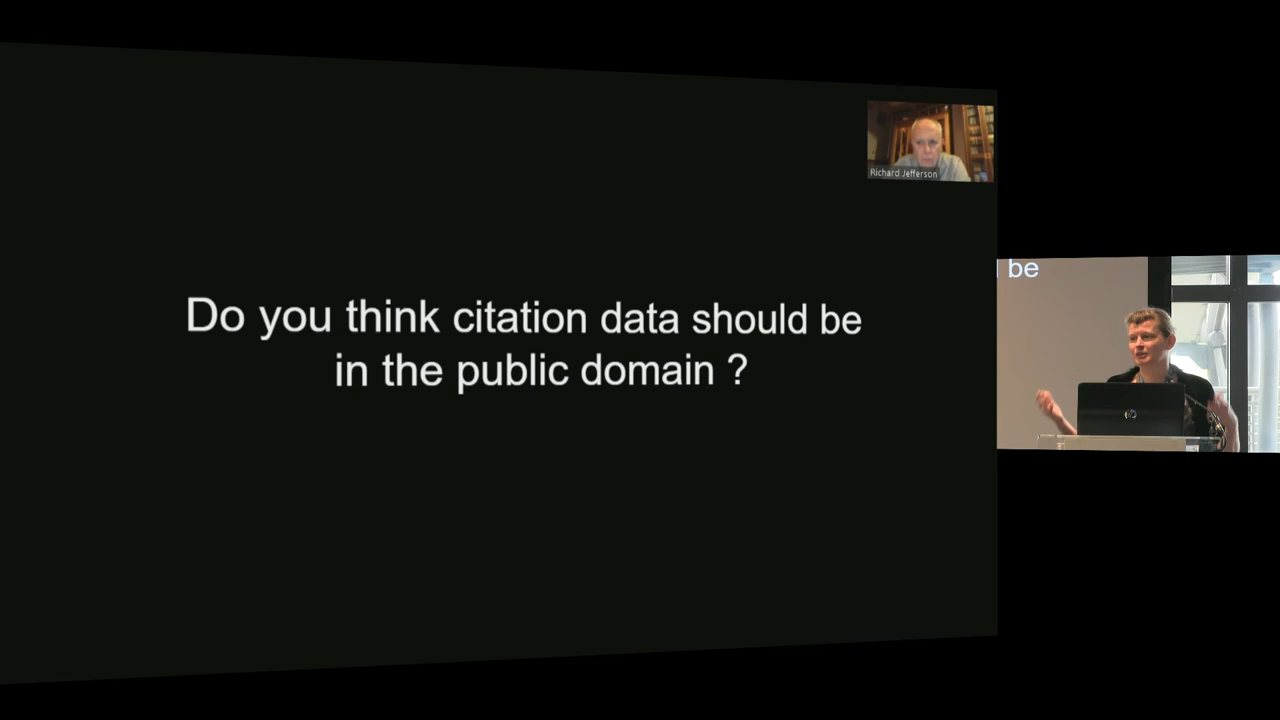 Richard Jefferson
Do you think citation data should be
in the public domain ?
be